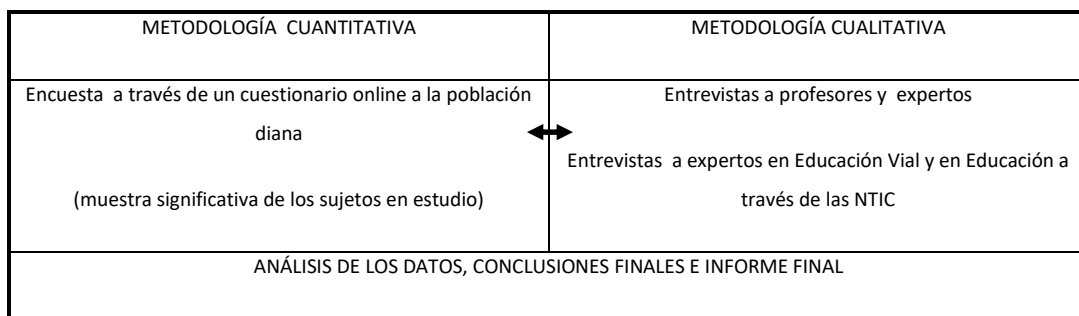 METODOLOGÍA CUANTITATIVA
METODOLOGÍA CUALITATIVA
Encuesta a través de un cuestionario online a la población
diana
(muestra significativa de los sujetos en estudio)
Entrevistas a profesores y expertos
Entrevistas a expertos en Educación Vial y en Educación a
través de las NTIC
ANÁLISIS DE LOS DATOS, CONCLUSIONES FINALES E INFORME FINAL